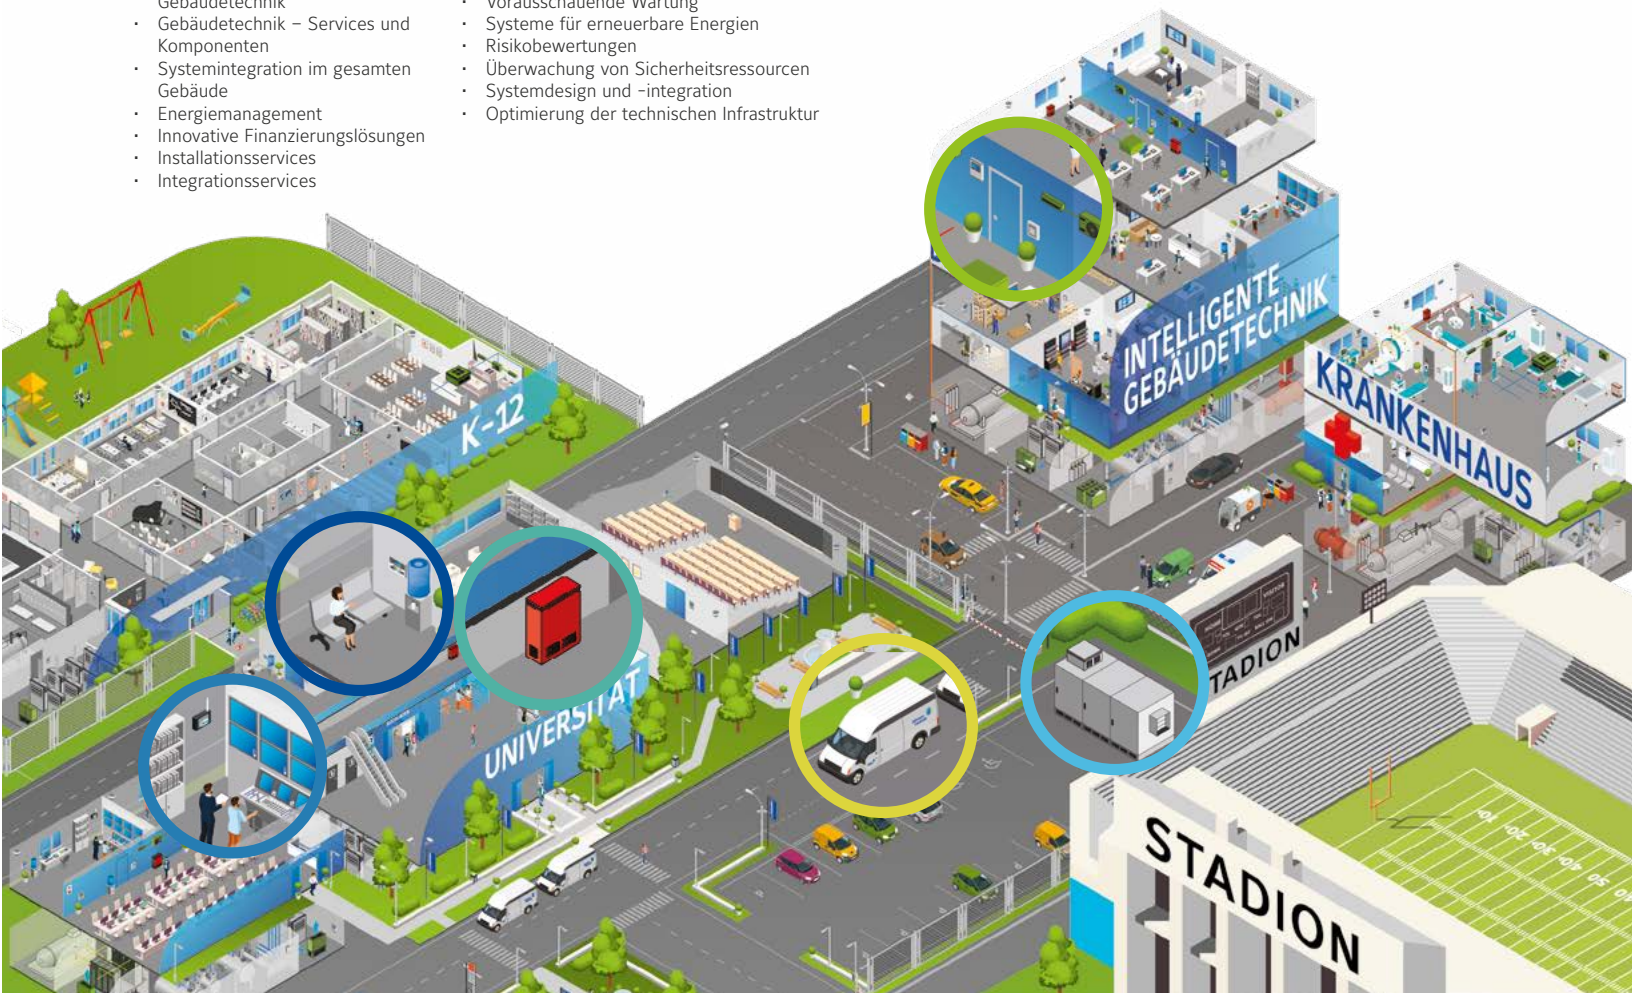 Gebäudetechnik
· Gebäudetechnik – Services und
Komponenten
· Systemintegration im gesamten
Gebäude
· Energiemanagement
· Innovative Finanzierungslösungen
· Installationsservices
· Integrationsservices
· Vorausschauende Wartung
· Systeme für erneuerbare Energien
· Risikobewertungen
· Überwachung von Sicherheitsressourcen
· Systemdesign und -integration
· Optimierung der technischen Infrastruktur
INTELLIGENTE
GEBÄUDETECHNIK
KRANKENHAUS
K-12
UNIVERSITÄT
STADION
STADION